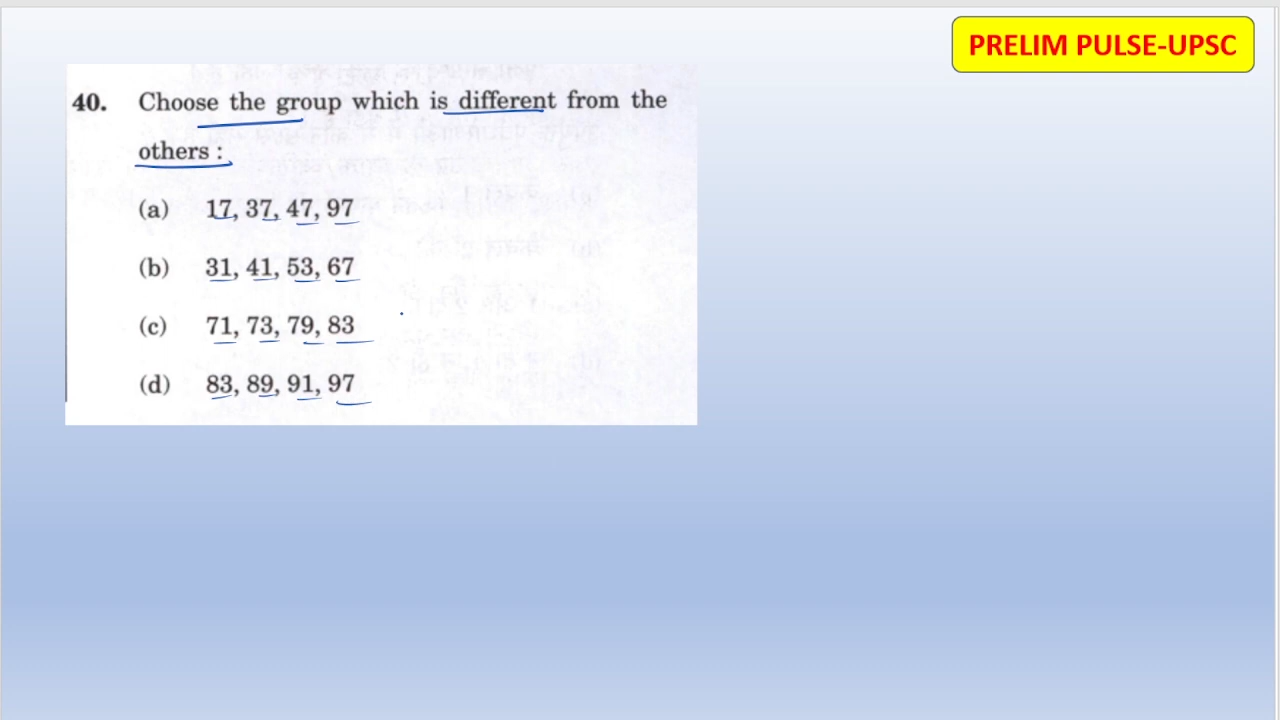 PRELIM PULSE-UPSC
40. Choose the group which is different from the
others :
(a) 17, 37, 47, 97
(b) 31, 41, 53, 67
(c) 71, 73, 79, 83
(d) 83, 89, 91, 97